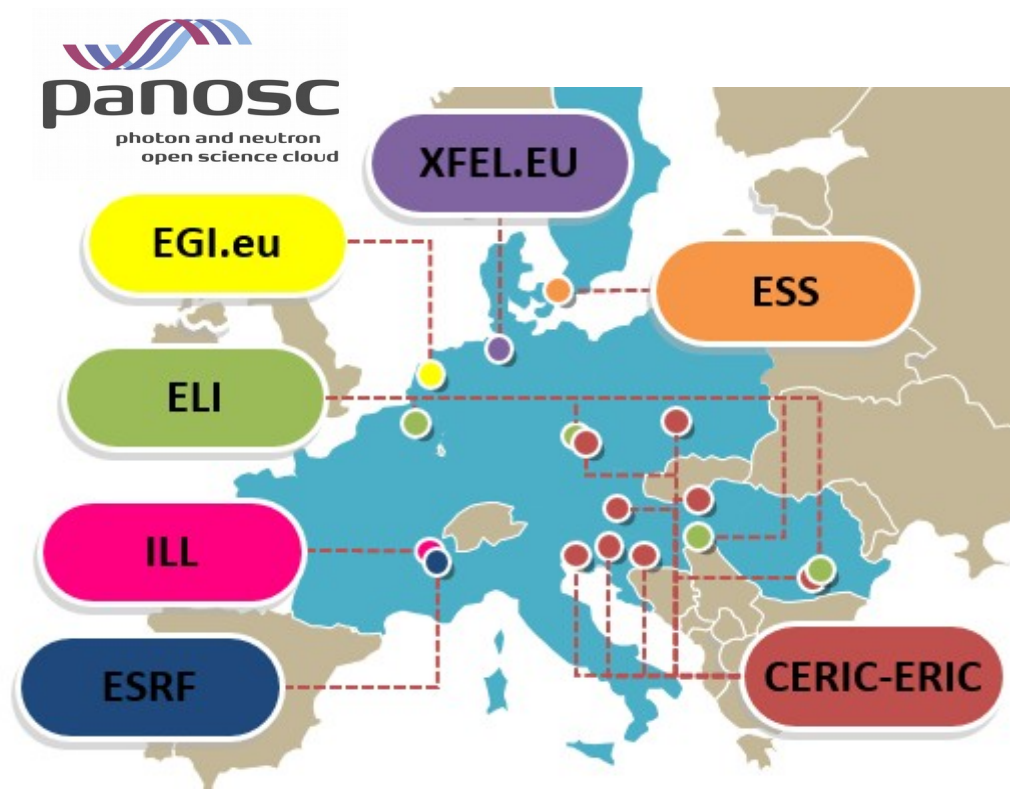 panosc
photon and neutron
open science cloud
XFEL.EU
EGI.eu
ESS
ELI
ILL
ESRF
CERIC-ERIC